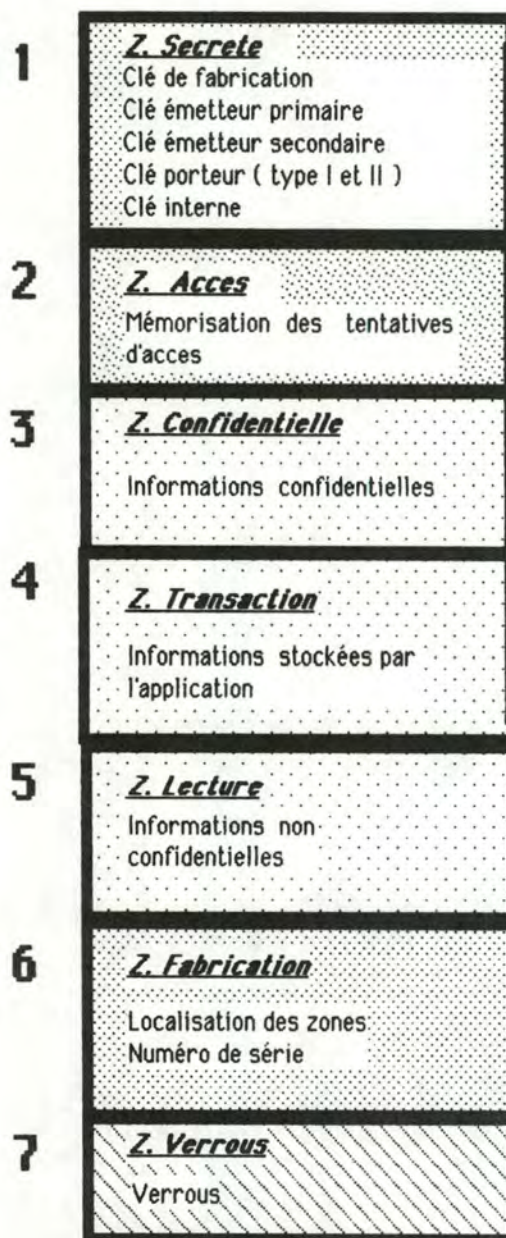 1
Z. Secrete
Clé de fabrication
Clé émetteur primaire
Clé émetteur secondaire
Clé porteur ( type I et II )
Clé interne
2
Z. Acces
Mémorisation des tentatives
d'acces
3
Z. Confidentielle
Informations confidentielles
4
Z. Transaction
Informations stockées par
l'application
5
Z. Lecture
Informations non
confidentielles
6
Z. Fabrication
Localisation des zones
Numéro de série
7
Z. Verrous
Verrous